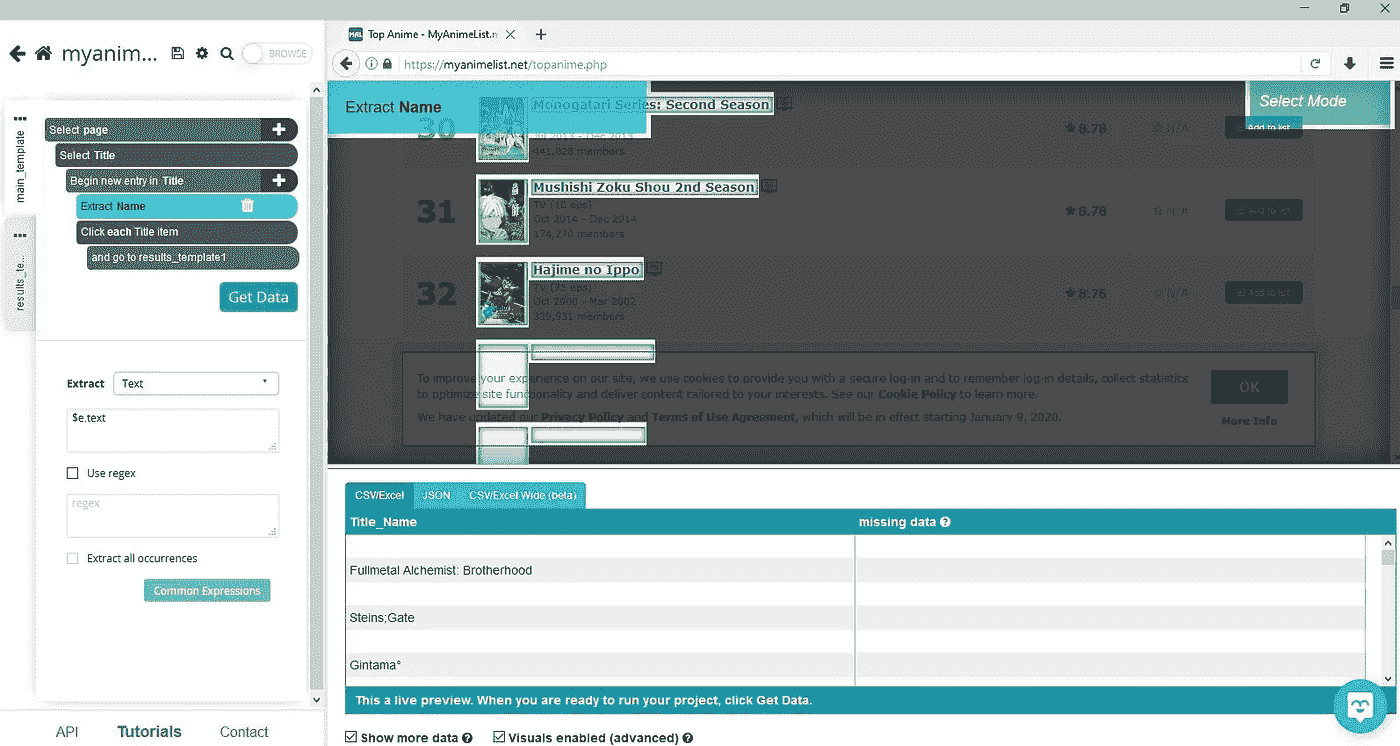 Top Anime - MyAnimeList.n
myanim...
BROWSE
https://myanimelist.net/topanime.php
main_template
results_te...
Select page
Select Title
Begin new entry in Title
Extract Name
Click each Title item
and go to results_template1
Get Data
Extract
Text
$e.text
Use regex
regex
Extract all occurrences
Common Expressions
API
Tutorials
Contact
Extract Name
Select Mode
30
Monogatari Series: Second Season
Jul 2013 - Dec 2013
441,028 members
8.78
N/A
Add to list
31
Mushishi Zoku Shou 2nd Season
TV (10 eps)
Oct 2014 - Dec 2014
174,270 members
8.78
N/A
Add to list
32
Hajime no Ippo
TV (75 eps)
Oct 2000 - Mar 2002
members
8.76
N/A
Add to list
To improve your experience on our site, we use cookies to provide you with a secure log-in and to remember log-in details, collect statistics
to optimize site functionality and deliver content tailored to your interests. See our Cookie Policy to learn more.
We have updated our Privacy Policy and Terms of Use Agreement, which will be in effect starting January 9, 2020.
OK
More Info
CSV/Excel
JSON
CSV/Excel Wide (beta)
Title_Name
missing data
Fullmetal Alchemist: Brotherhood
Steins;Gate
Gintama°
This a live preview. When you are ready to run your project, click Get Data.
Show more data
Visuals enabled (advanced)